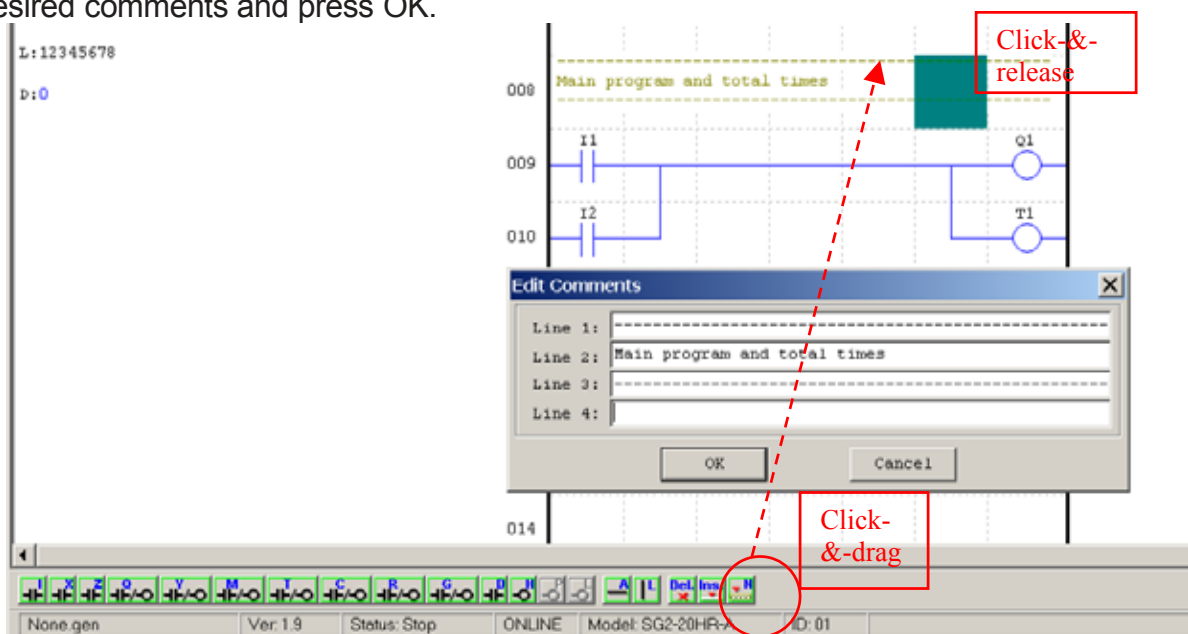 esired comments and press OK.
L:12345678
D:0
Click-&-
release
008
Main program and total times
009
I1
Q1
010
I2
T1
Edit Comments
Line 1: --------------------------------------------------
Line 2: Main program and total times
Line 3: --------------------------------------------------
Line 4:
OK
Cancel
014
Click-
&-drag
I X Z Q Y M T C R G D H P L A L Del Ins N
None.gen
Ver: 1.9
Status: Stop
ONLINE
Model: SG2-20HR-A
ID: 01